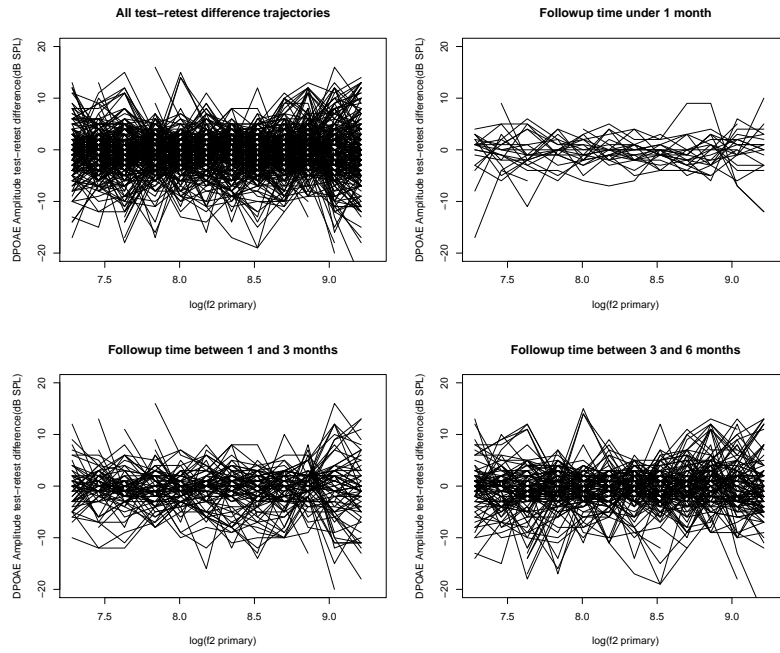 All test−retest difference trajectories
DPOAE Amplitude test−retest difference(dB SPL)
20
10
0
−10
−20
7.5 8.0 8.5 9.0
log(f2 primary)
Followup time under 1 month
DPOAE Amplitude test−retest difference(dB SPL)
20
10
0
−10
−20
7.5 8.0 8.5 9.0
log(f2 primary)
Followup time between 1 and 3 months
DPOAE Amplitude test−retest difference(dB SPL)
20
10
0
−10
−20
7.5 8.0 8.5 9.0
log(f2 primary)
Followup time between 3 and 6 months
DPOAE Amplitude test−retest difference(dB SPL)
20
10
0
−10
−20
7.5 8.0 8.5 9.0
log(f2 primary)